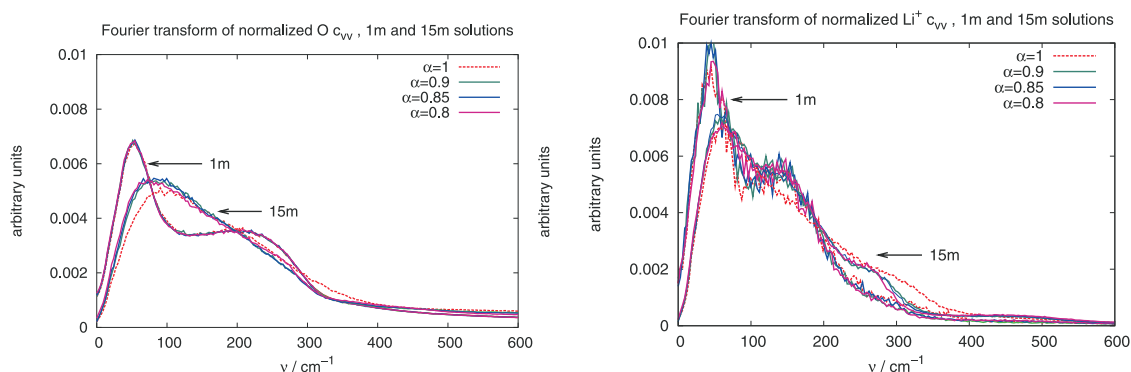 Fourier transform of normalized O cvv , 1m and 15m solutions
0.01
0.008
0.006
0.004
0.002
0
arbitrary units
α=1
α=0.9
α=0.85
α=0.8
1m
15m
0 100 200 300 400 500 600
ν / cm−1
Fourier transform of normalized Li+ cvv , 1m and 15m solutions
0.01
0.008
0.006
0.004
0.002
0
arbitrary units
α=1
α=0.9
α=0.85
α=0.8
1m
15m
0 100 200 300 400 500 600
ν / cm−1
arbitrary units